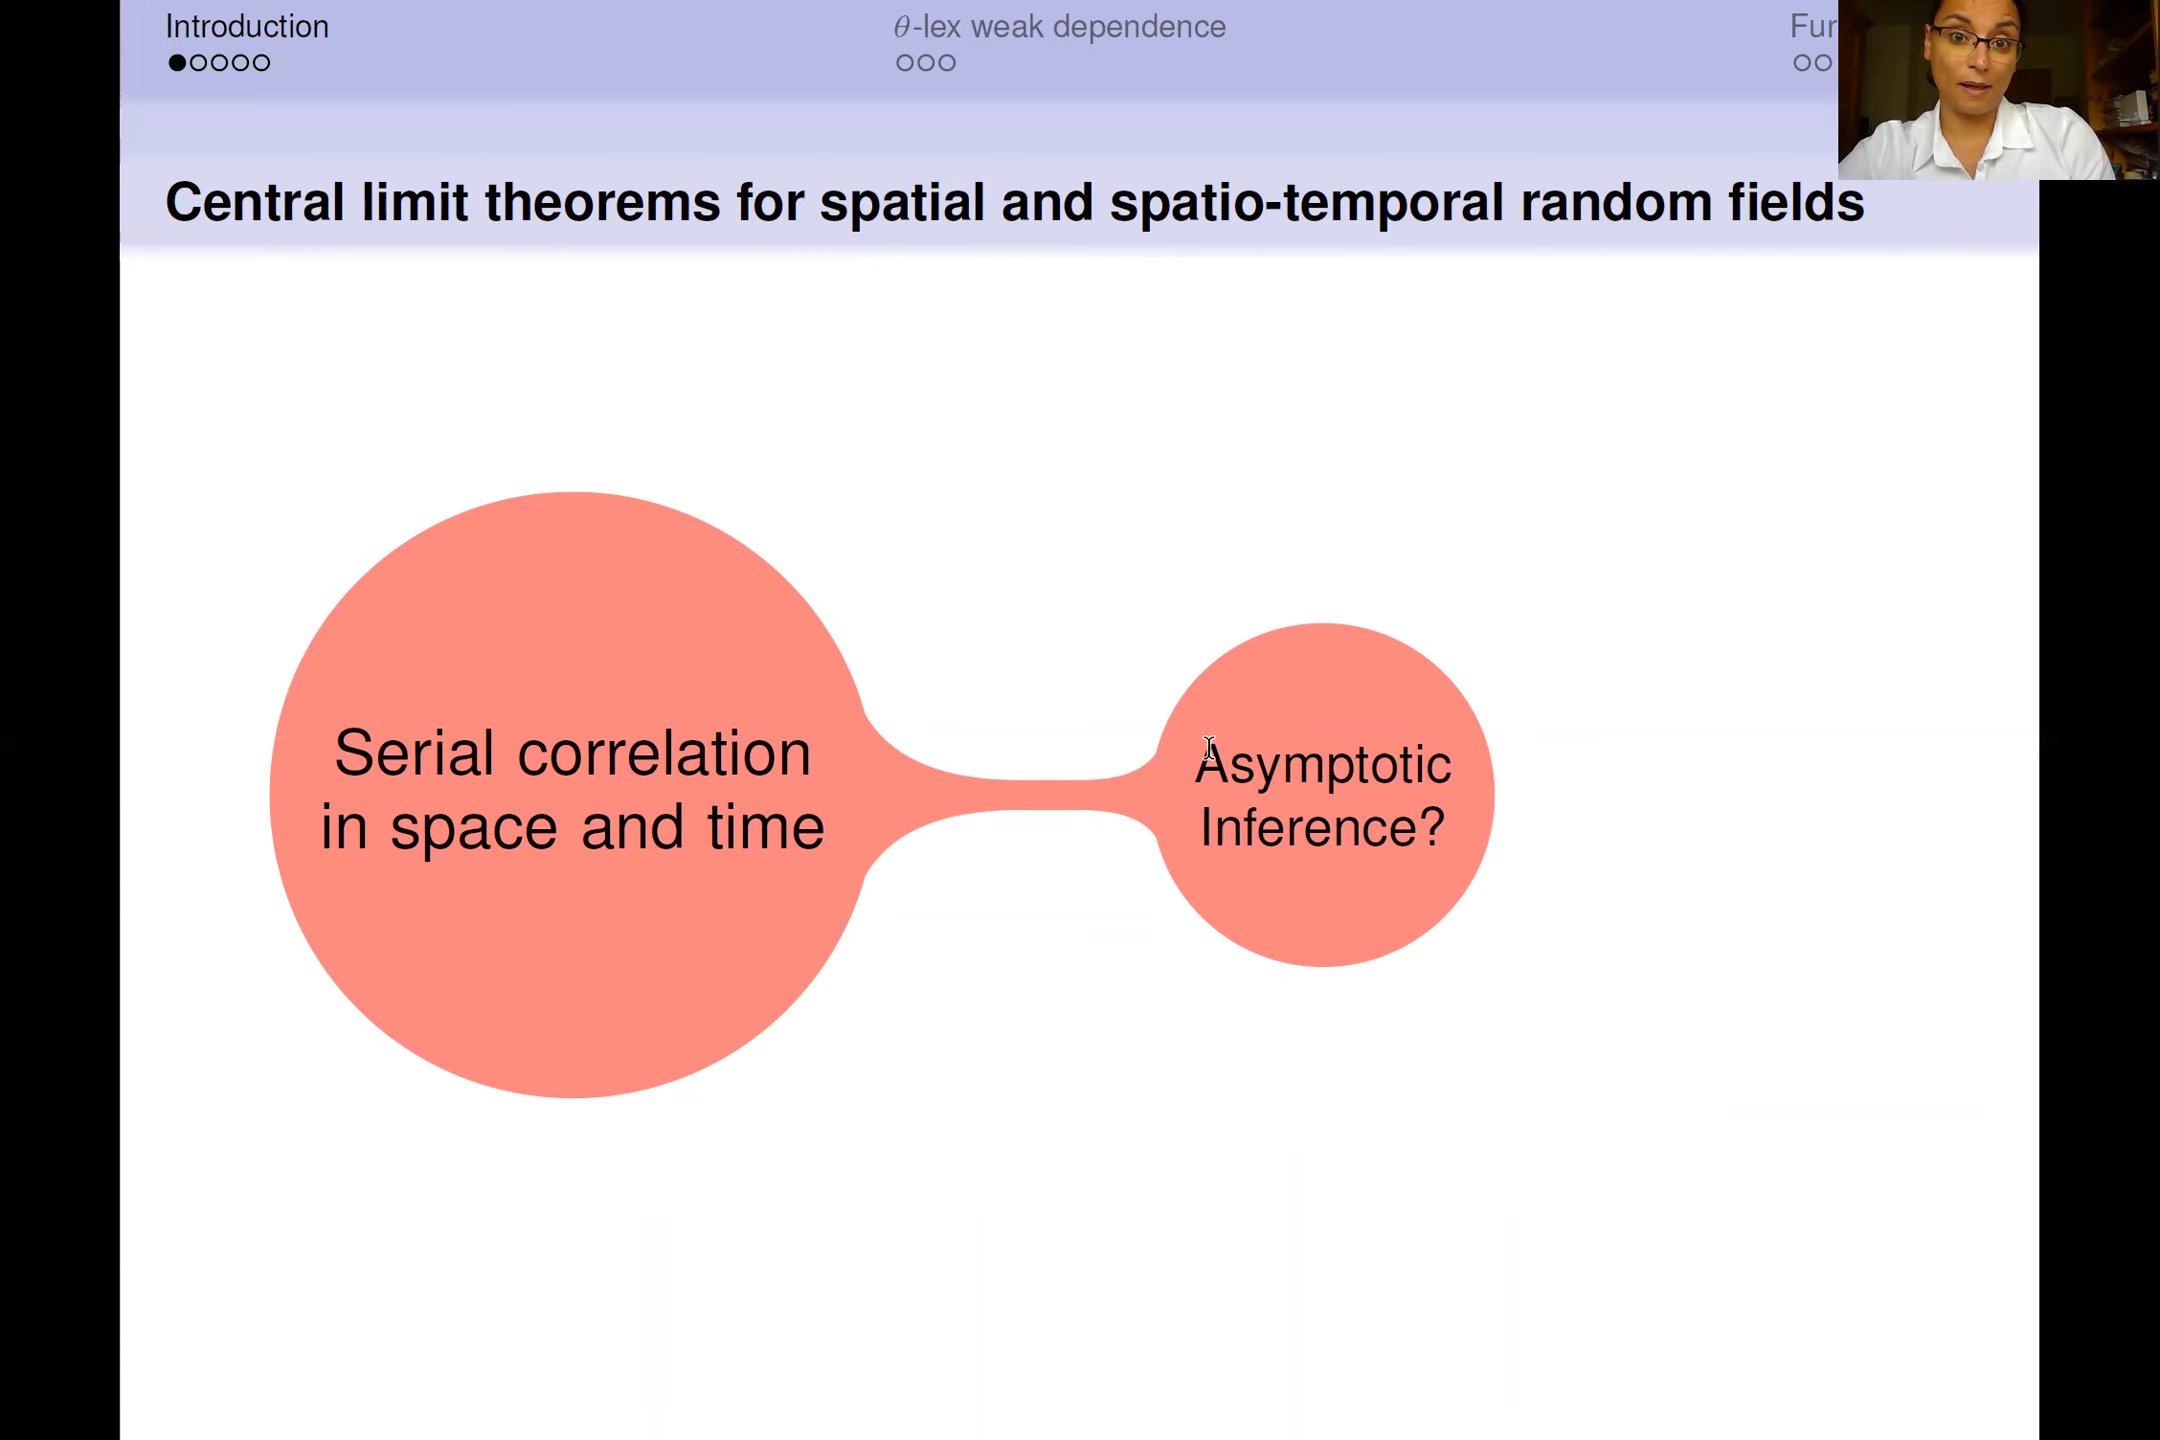 Introduction
θ-lex weak dependence
Central limit theorems for spatial and spatio-temporal random fields
Serial correlation
in space and time
Asymptotic
Inference?